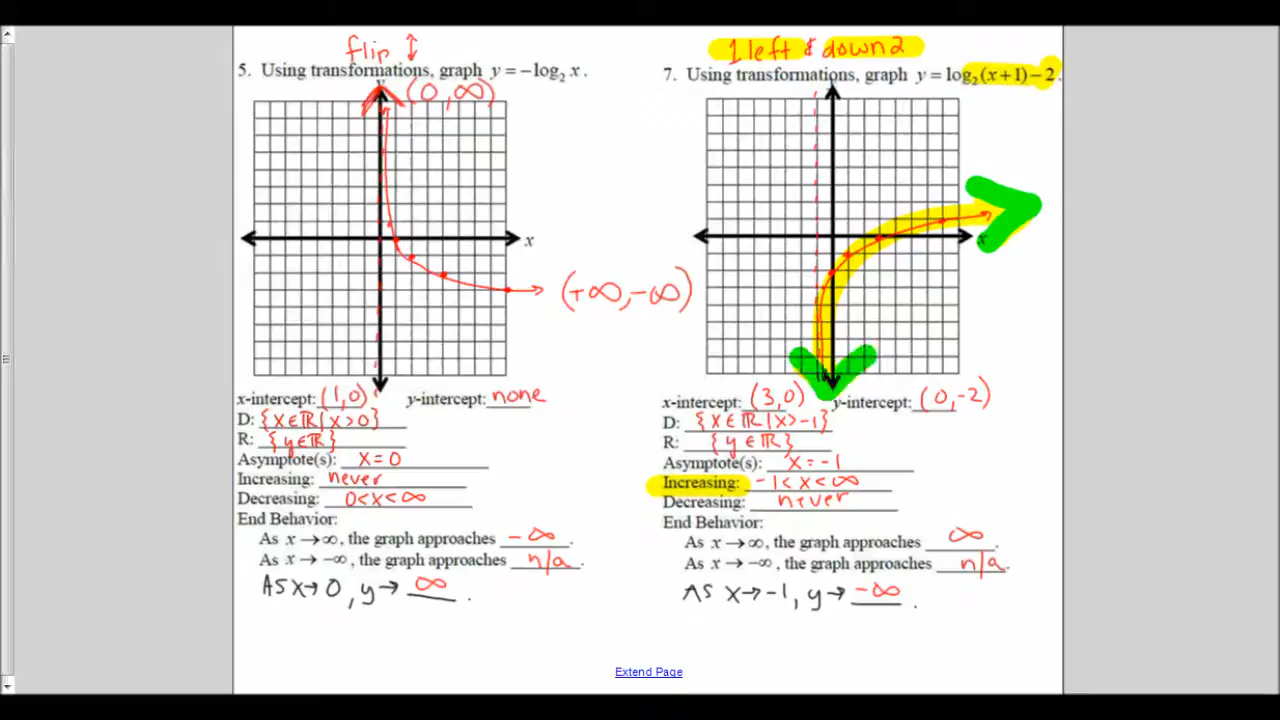 flip ↕
5. Using transformations, graph y = −log₂ x.
y
(0, ∞)
x
(+∞, −∞)
x-intercept: (1, 0) y-intercept: none
D: {x∈ℝ | x>0}
R: {y∈ℝ}
Asymptote(s): x = 0
Increasing: never
Decreasing: 0<x<∞
End Behavior:
As x → ∞, the graph approaches −∞.
As x → −∞, the graph approaches n/a.
As x → 0, y → ∞.
1 left & down 2
7. Using transformations, graph y = log₂(x+1) − 2.
x
x-intercept: (3, 0) y-intercept: (0, −2)
D: {x∈ℝ | x>−1}
R: {y∈ℝ}
Asymptote(s): x = −1
Increasing: −1<x<∞
Decreasing: never
End Behavior:
As x → ∞, the graph approaches ∞.
As x → −∞, the graph approaches n/a.
As x → −1, y → −∞.
Extend Page